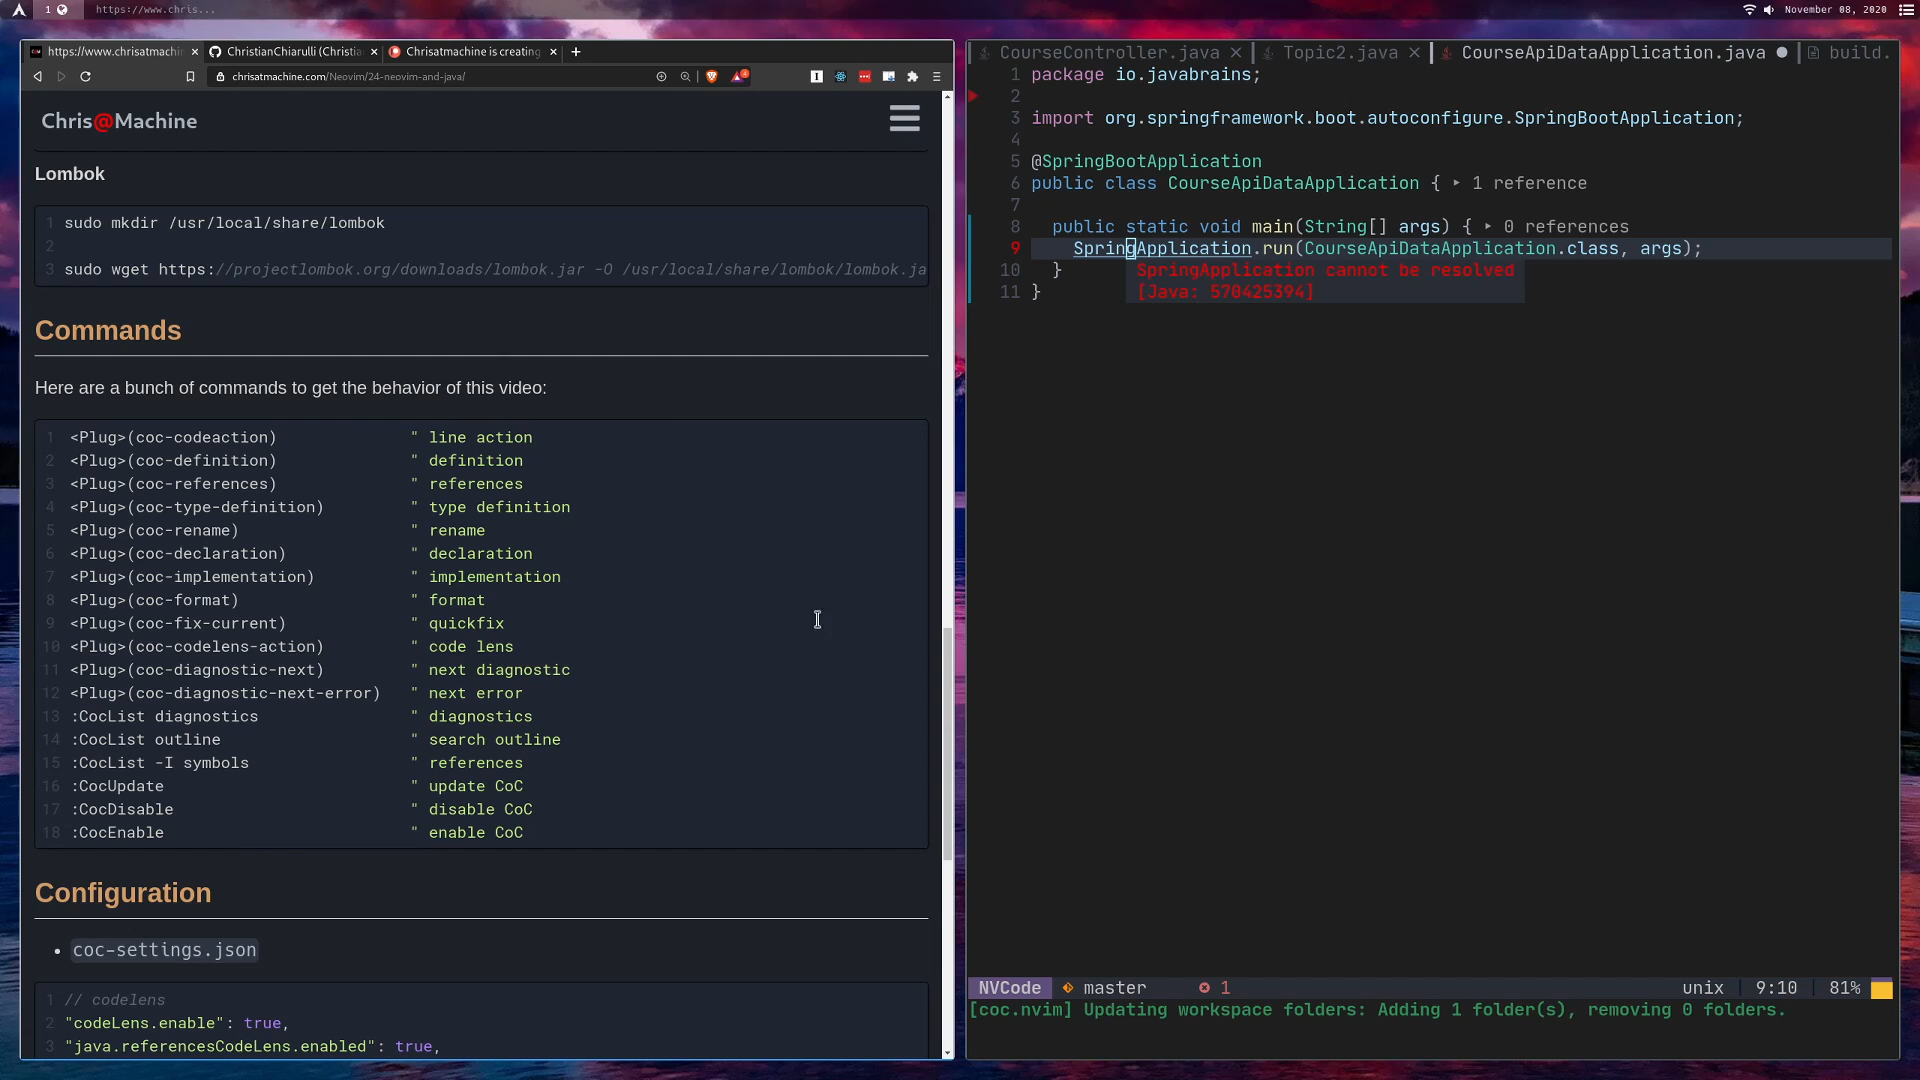 1
https://www.chris...
November 08, 2020
https://www.chrisatmachine
ChristianChiarulli (Christia
Chrisatmachine is creating
chrisatmachine.com/Neovim/24-neovim-and-java/
Chris@Machine
Lombok
1 sudo mkdir /usr/local/share/lombok
2
3 sudo wget https://projectlombok.org/downloads/lombok.jar -O /usr/local/share/lombok/lombok.ja
Commands
Here are a bunch of commands to get the behavior of this video:
1 <Plug>(coc-codeaction) " line action
2 <Plug>(coc-definition) " definition
3 <Plug>(coc-references) " references
4 <Plug>(coc-type-definition) " type definition
5 <Plug>(coc-rename) " rename
6 <Plug>(coc-declaration) " declaration
7 <Plug>(coc-implementation) " implementation
8 <Plug>(coc-format) " format
9 <Plug>(coc-fix-current) " quickfix
10 <Plug>(coc-codelens-action) " code lens
11 <Plug>(coc-diagnostic-next) " next diagnostic
12 <Plug>(coc-diagnostic-next-error) " next error
13 :CocList diagnostics " diagnostics
14 :CocList outline " search outline
15 :CocList -I symbols " references
16 :CocUpdate " update CoC
17 :CocDisable " disable CoC
18 :CocEnable " enable CoC
Configuration
coc-settings.json
1 // codelens
2 "codeLens.enable": true,
3 "java.referencesCodeLens.enabled": true,
CourseController.java
Topic2.java
CourseApiDataApplication.java
build.
1 package io.javabrains;
2
3 import org.springframework.boot.autoconfigure.SpringBootApplication;
4
5 @SpringBootApplication
6 public class CourseApiDataApplication { ‣ 1 reference
7
8 public static void main(String[] args) { ‣ 0 references
9 SpringApplication.run(CourseApiDataApplication.class, args);
10 }
SpringApplication cannot be resolved
[Java: 570425394]
11 }
NVCode master 1 unix 9:10 81%
[coc.nvim] Updating workspace folders: Adding 1 folder(s), removing 0 folders.